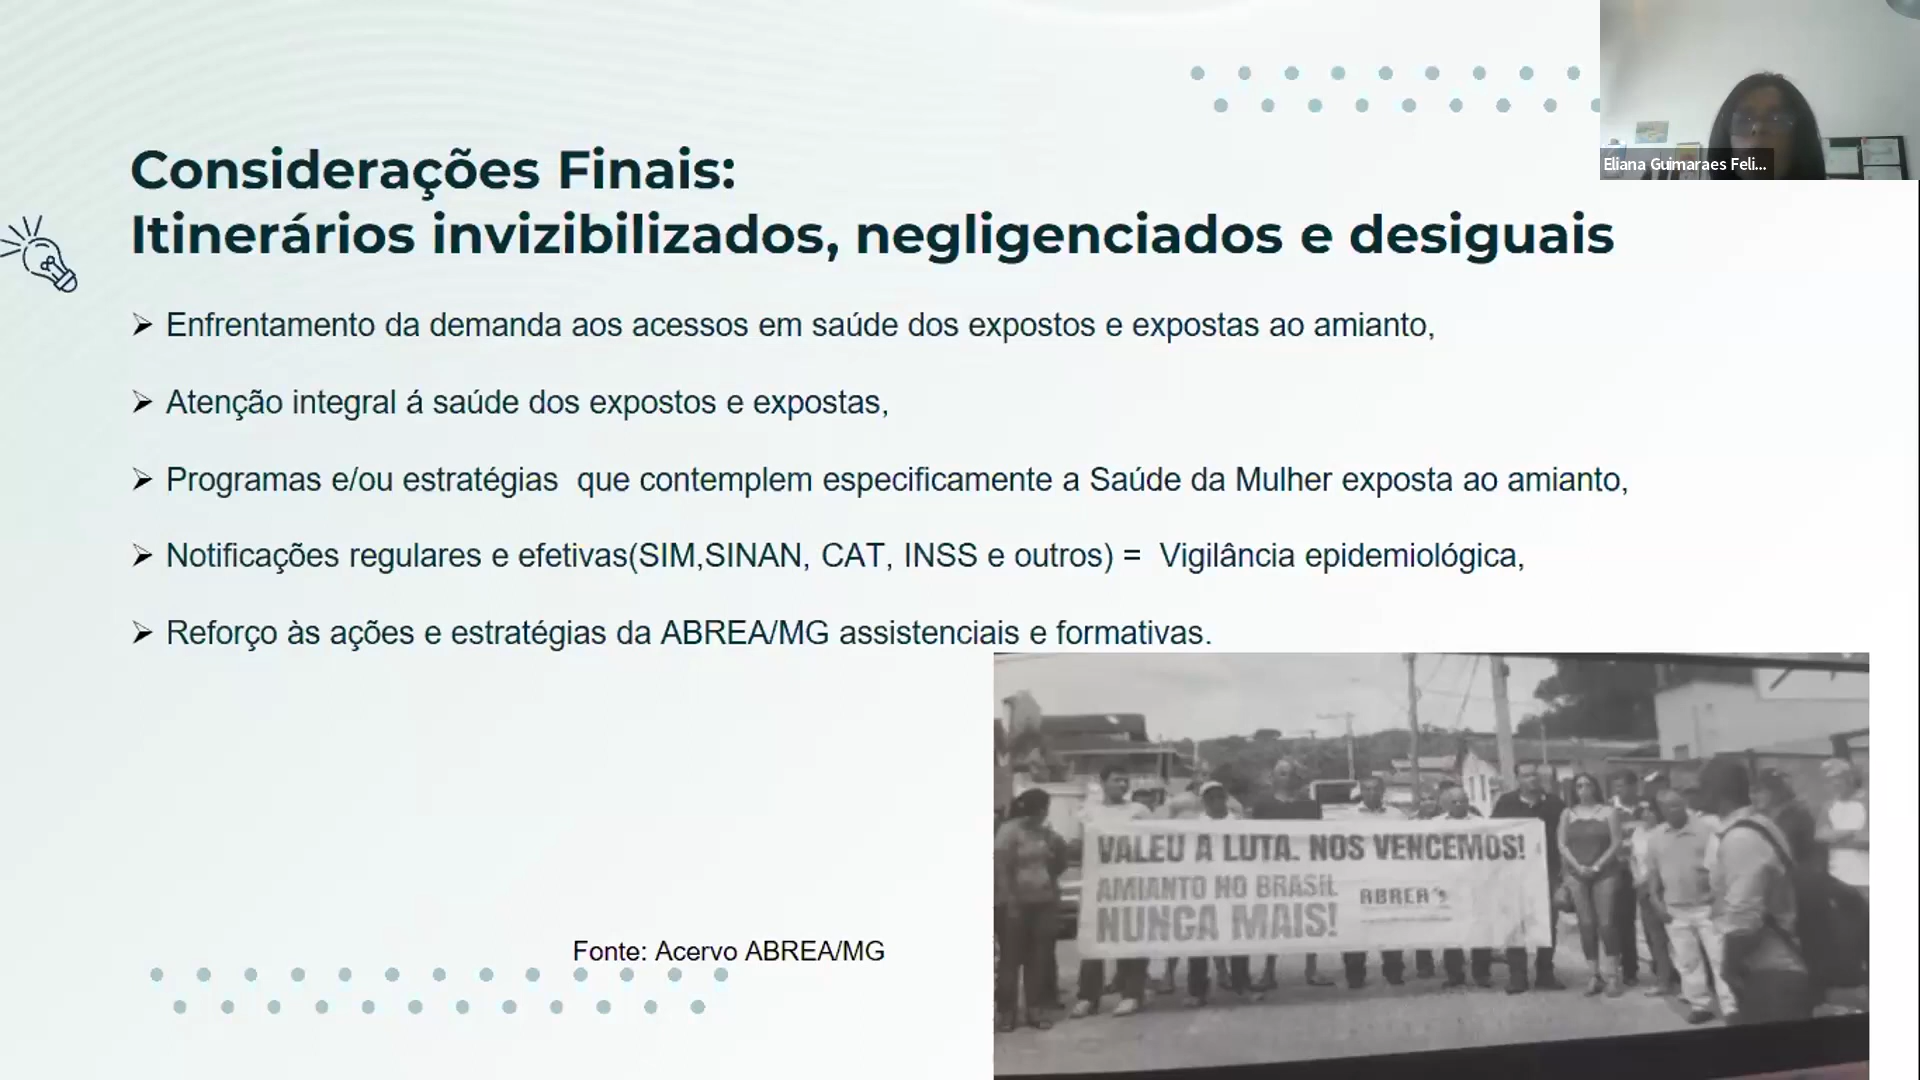 Eliana Guimaraes Feli...
Considerações Finais:
Itinerários invizibilizados, negligenciados e desiguais
➢ Enfrentamento da demanda aos acessos em saúde dos expostos e expostas ao amianto,
➢ Atenção integral á saúde dos expostos e expostas,
➢ Programas e/ou estratégias que contemplem especificamente a Saúde da Mulher exposta ao amianto,
➢ Notificações regulares e efetivas(SIM,SINAN, CAT, INSS e outros) = Vigilância epidemiológica,
➢ Reforço às ações e estratégias da ABREA/MG assistenciais e formativas.
VALEU A LUTA. NOS VENCEMOS!
AMIANTO NO BRASIL
NUNCA MAIS!
ABREA
Fonte: Acervo ABREA/MG